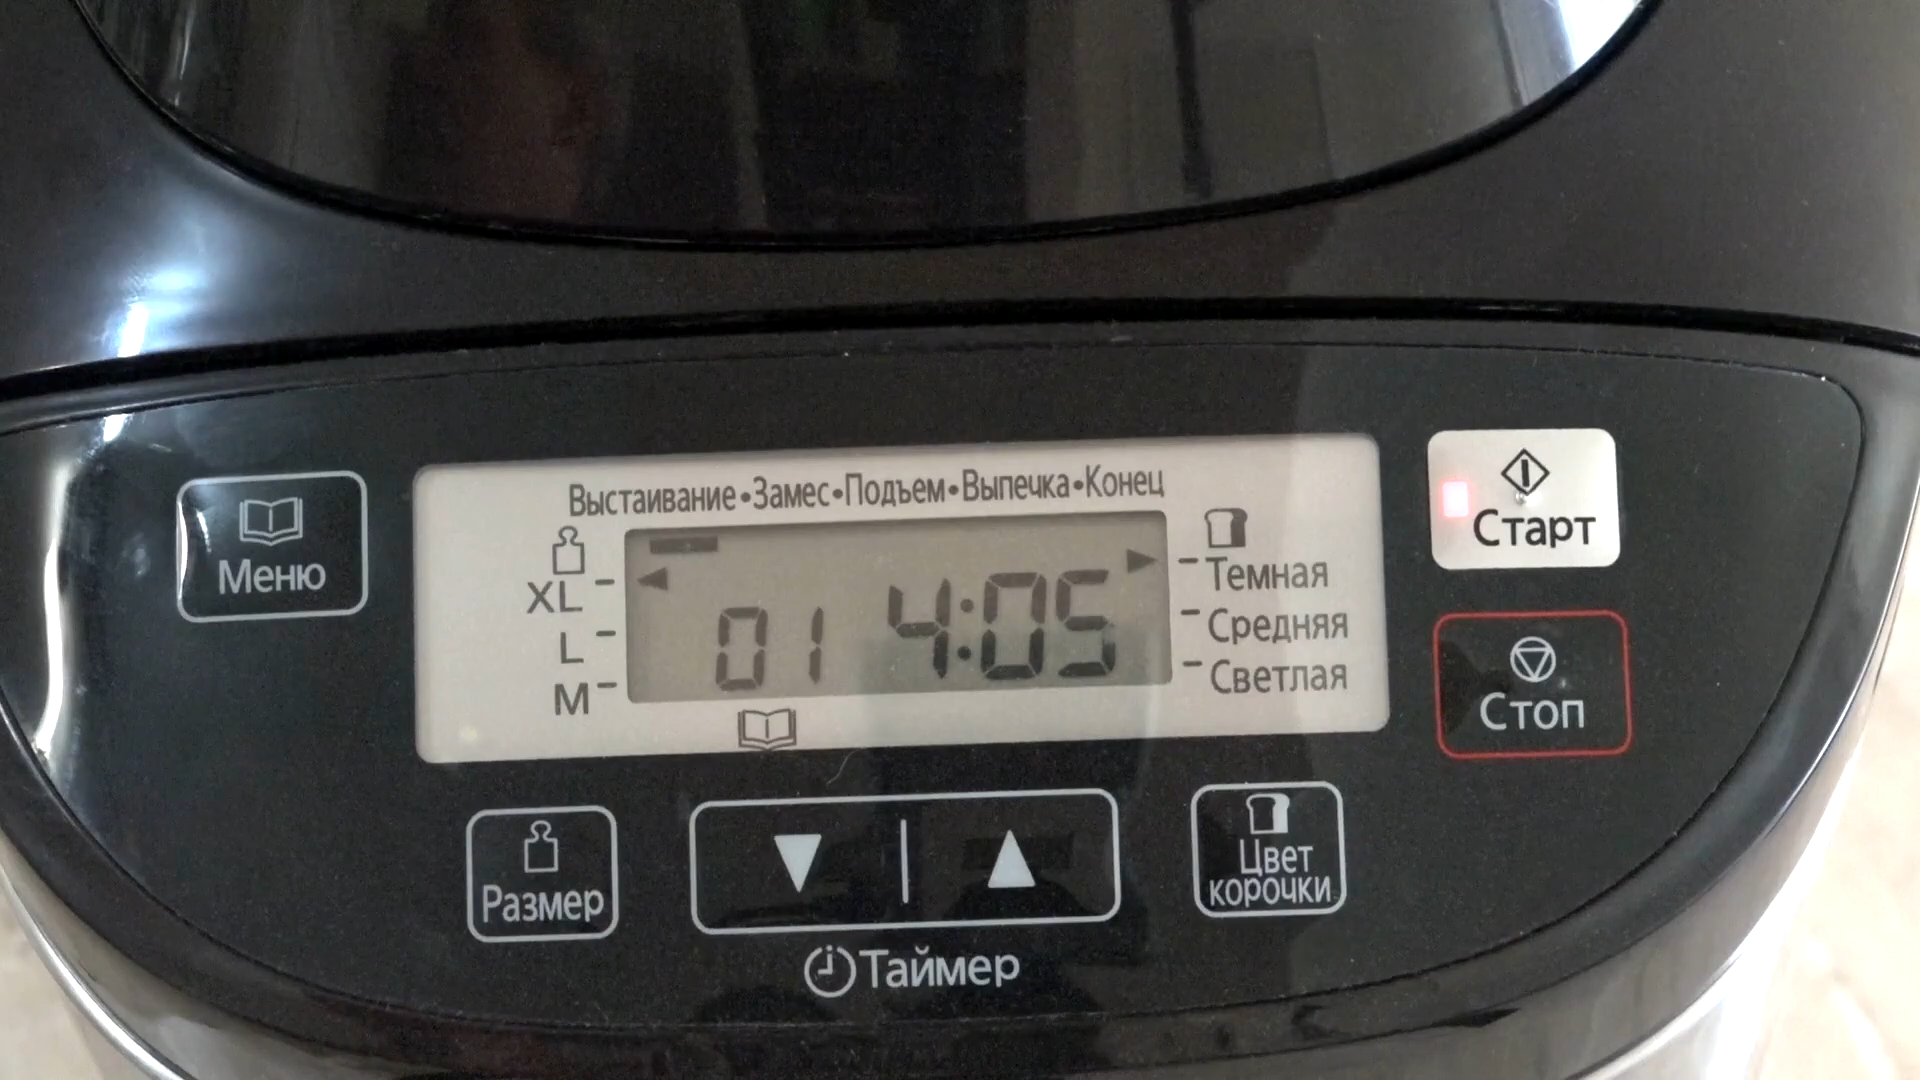 Выстаивание•Замес•Подъем•Выпечка•Конец
Меню
XL
L
M
01 4:05
Темная
Средняя
Светлая
Старт
Стоп
Размер
Таймер
Цвет
корочки